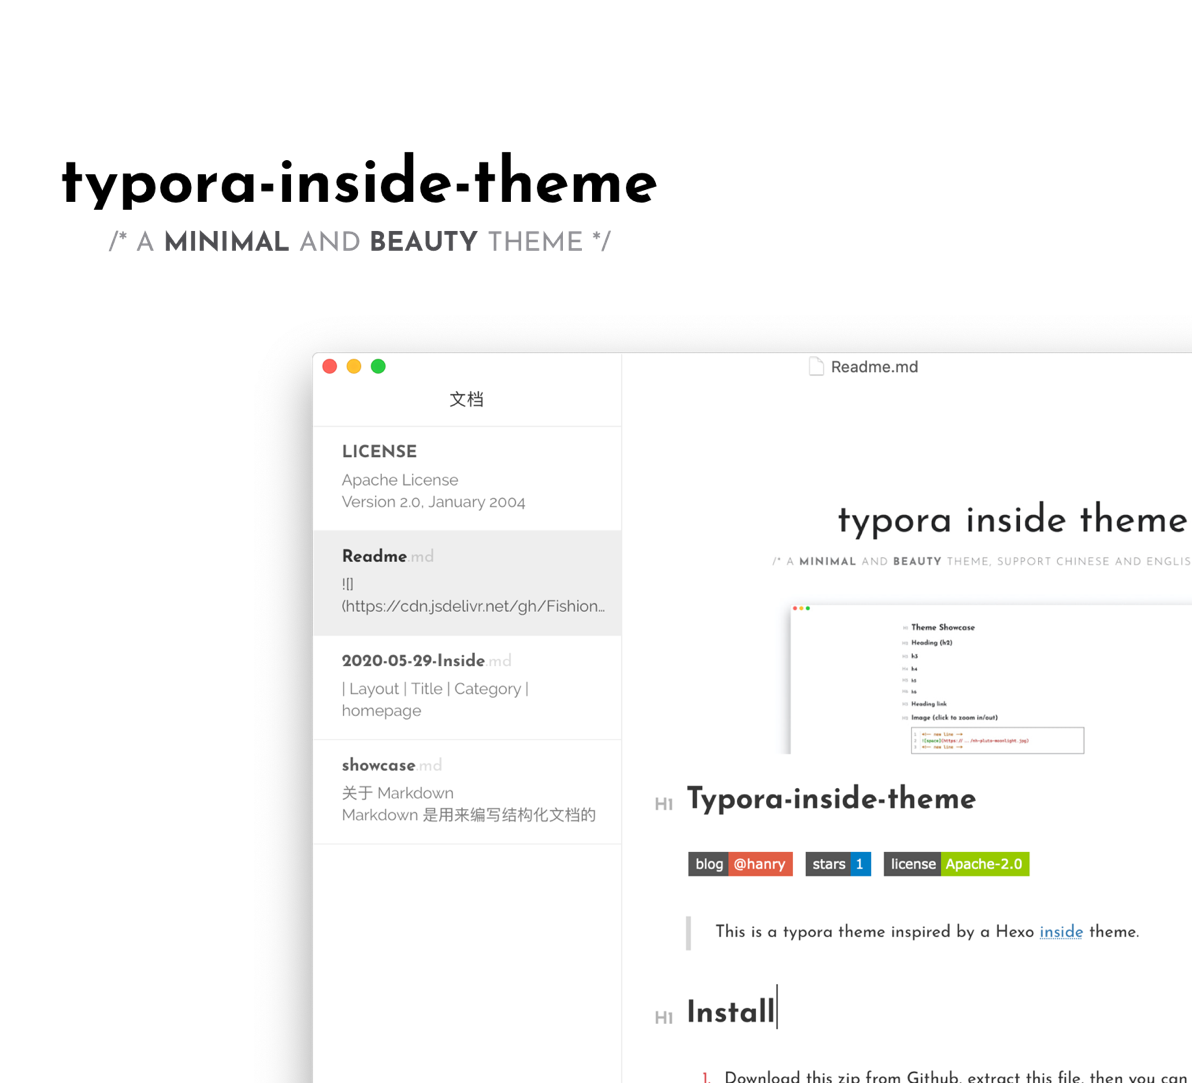 typora-inside-theme
/* A MINIMAL AND BEAUTY THEME */
Readme.md
文档
LICENSE
Apache License
Version 2.0, January 2004
Readme.md
![]
(https://cdn.jsdelivr.net/gh/Fishion...
2020-05-29-Inside.md
| Layout | Title | Category |
homepage
showcase.md
关于 Markdown
Markdown 是用来编写结构化文档的
typora inside theme
/* A MINIMAL AND BEAUTY THEME, SUPPORT CHINESE AND ENGLIS
Theme Showcase
Heading (h2)
h3
h4
h5
h6
Heading link
Image (click to zoom in/out)
1 <!-- new line -->
3 <!-- new line -->
H1 Typora-inside-theme
blog @hanry stars 1 license Apache-2.0
This is a typora theme inspired by a Hexo inside theme.
H1 Install
1. Download this zip from Github, extract this file, then you can